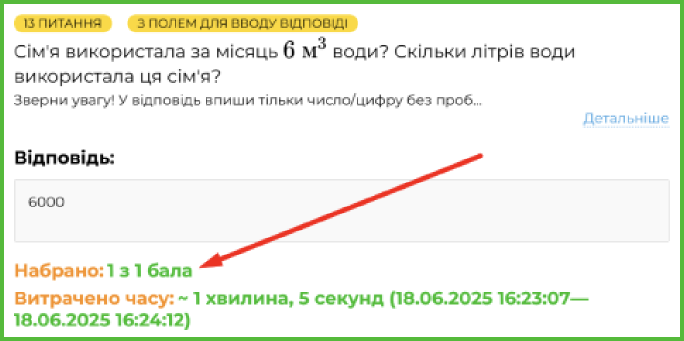 13 ПИТАННЯ З ПОЛЕМ ДЛЯ ВВОДУ ВІДПОВІДІ
Сім'я використала за місяць 6 м³ води? Скільки літрів води
використала ця сім'я?
Зверни увагу! У відповідь впиши тільки число/цифру без проб...
Детальніше
Відповідь:
6000
Набрано: 1 з 1 бала
Витрачено часу: ~ 1 хвилина, 5 секунд (18.06.2025 16:23:07—
18.06.2025 16:24:12)